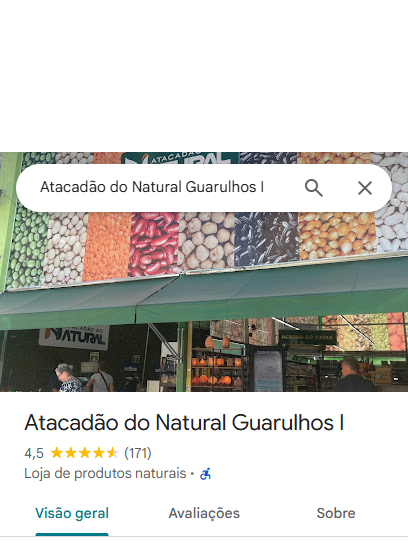 ATACADÃO DO
NATURAL
Atacadão do Natural Guarulhos I
ATACADÃO DO
NATURAL
ACESSO AO CAIXA
Atacadão do Natural Guarulhos I
4,5 (171)
Loja de produtos naturais •
Visão geral Avaliações Sobre